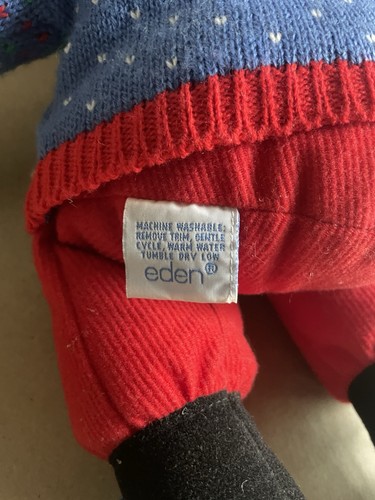 MACHINE WASHABLE:
REMOVE TRIM, GENTLE
CYCLE, WARM WATER
TUMBLE DRY LOW
eden®